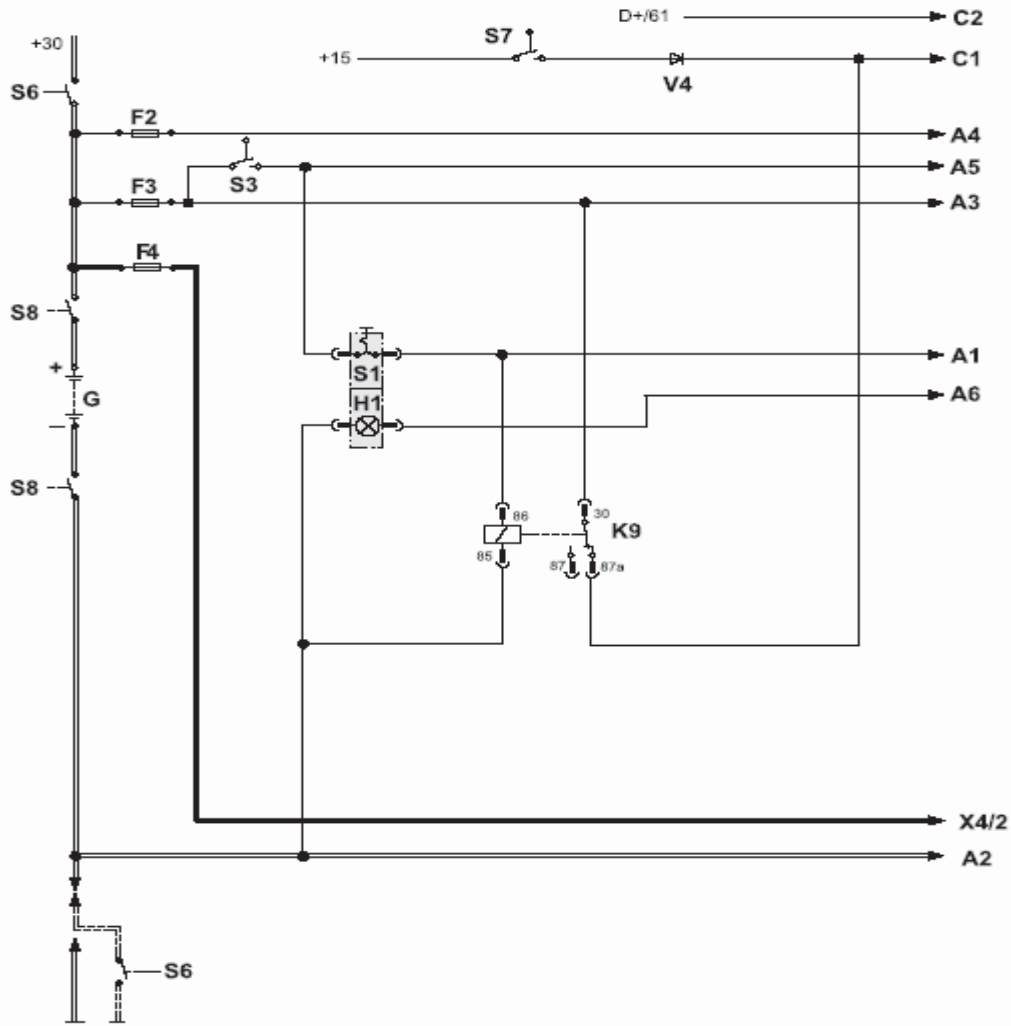 D+/61
C2
+30
S7
+15
C1
S6
V4
F2
A4
A5
F3
S3
A3
F4
S8
+
S1
A1
G
H1
A6
–
S8
86
30
K9
85
87
87a
X4/2
A2
S6